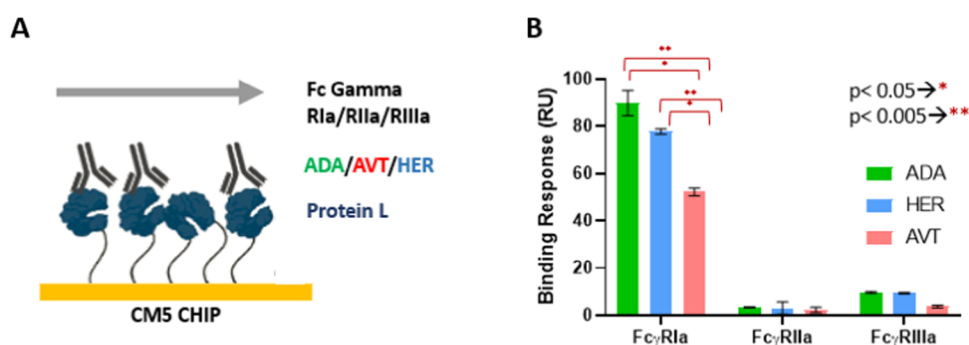 A
Fc Gamma
RIa/RIIa/RIIIa
ADA/AVT/HER
Protein L
CM5 CHIP
B
Binding Response (RU)
100
80
60
40
20
0
**
*
**
*
p< 0.05→*
p< 0.005→**
ADA
HER
AVT
FcγRIa
FcγRIIa
FcγRIIIa